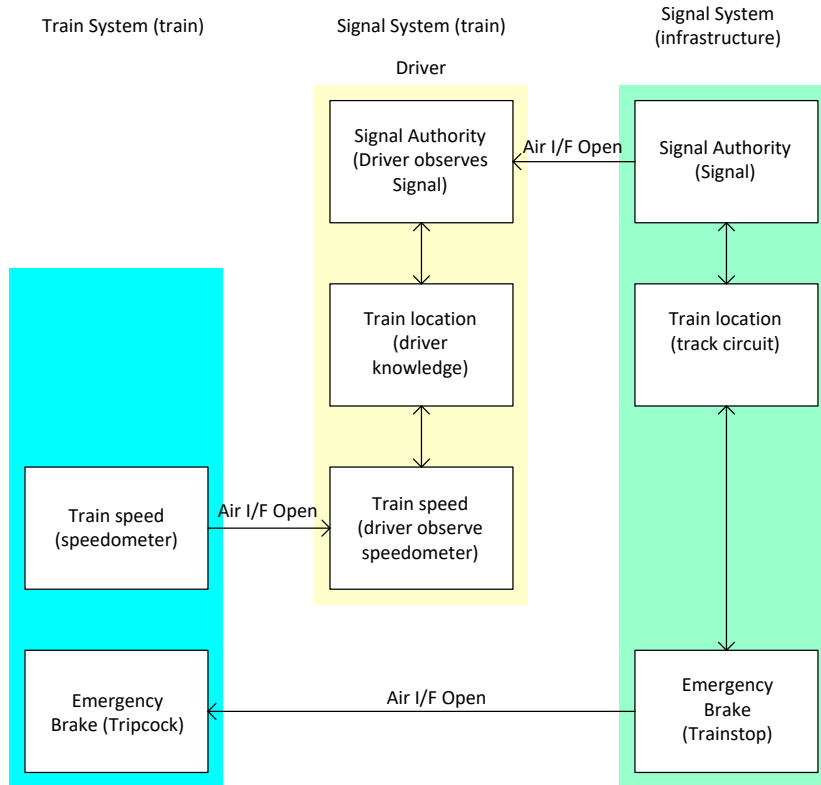 Train System (train)
Signal System (train)
Signal System
(infrastructure)
Driver
Signal Authority
(Driver observes
Signal)
Air I/F Open
Signal Authority
(Signal)
Train location
(driver
knowledge)
Train location
(track circuit)
Train speed
(speedometer)
Air I/F Open
Train speed
(driver observe
speedometer)
Emergency
Brake (Tripcock)
Air I/F Open
Emergency
Brake
(Trainstop)